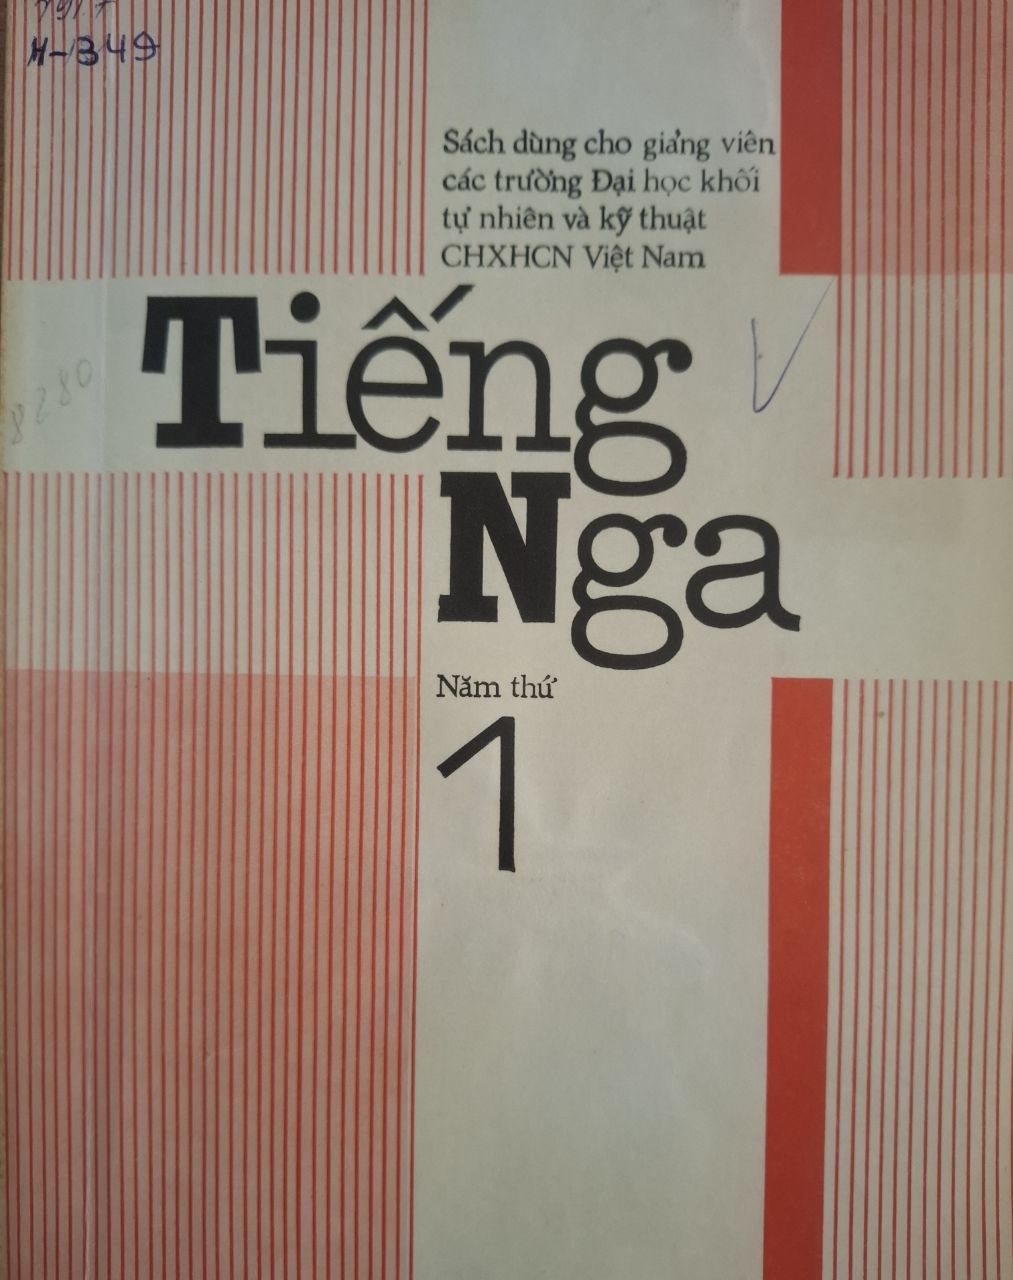 Н-349
Sách dùng cho giảng viên
các trường Đại học khối
tự nhiên và kỹ thuật
CHXHCN Việt Nam
Tiếng
8280
Nga
Năm thứ
1